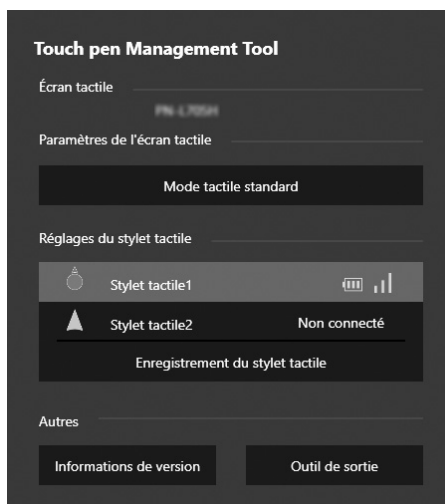 Touch pen Management Tool
Écran tactile
Paramètres de l'écran tactile
Mode tactile standard
Réglages du stylet tactile
Stylet tactile1
Stylet tactile2 Non connecté
Enregistrement du stylet tactile
Autres
Informations de version Outil de sortie